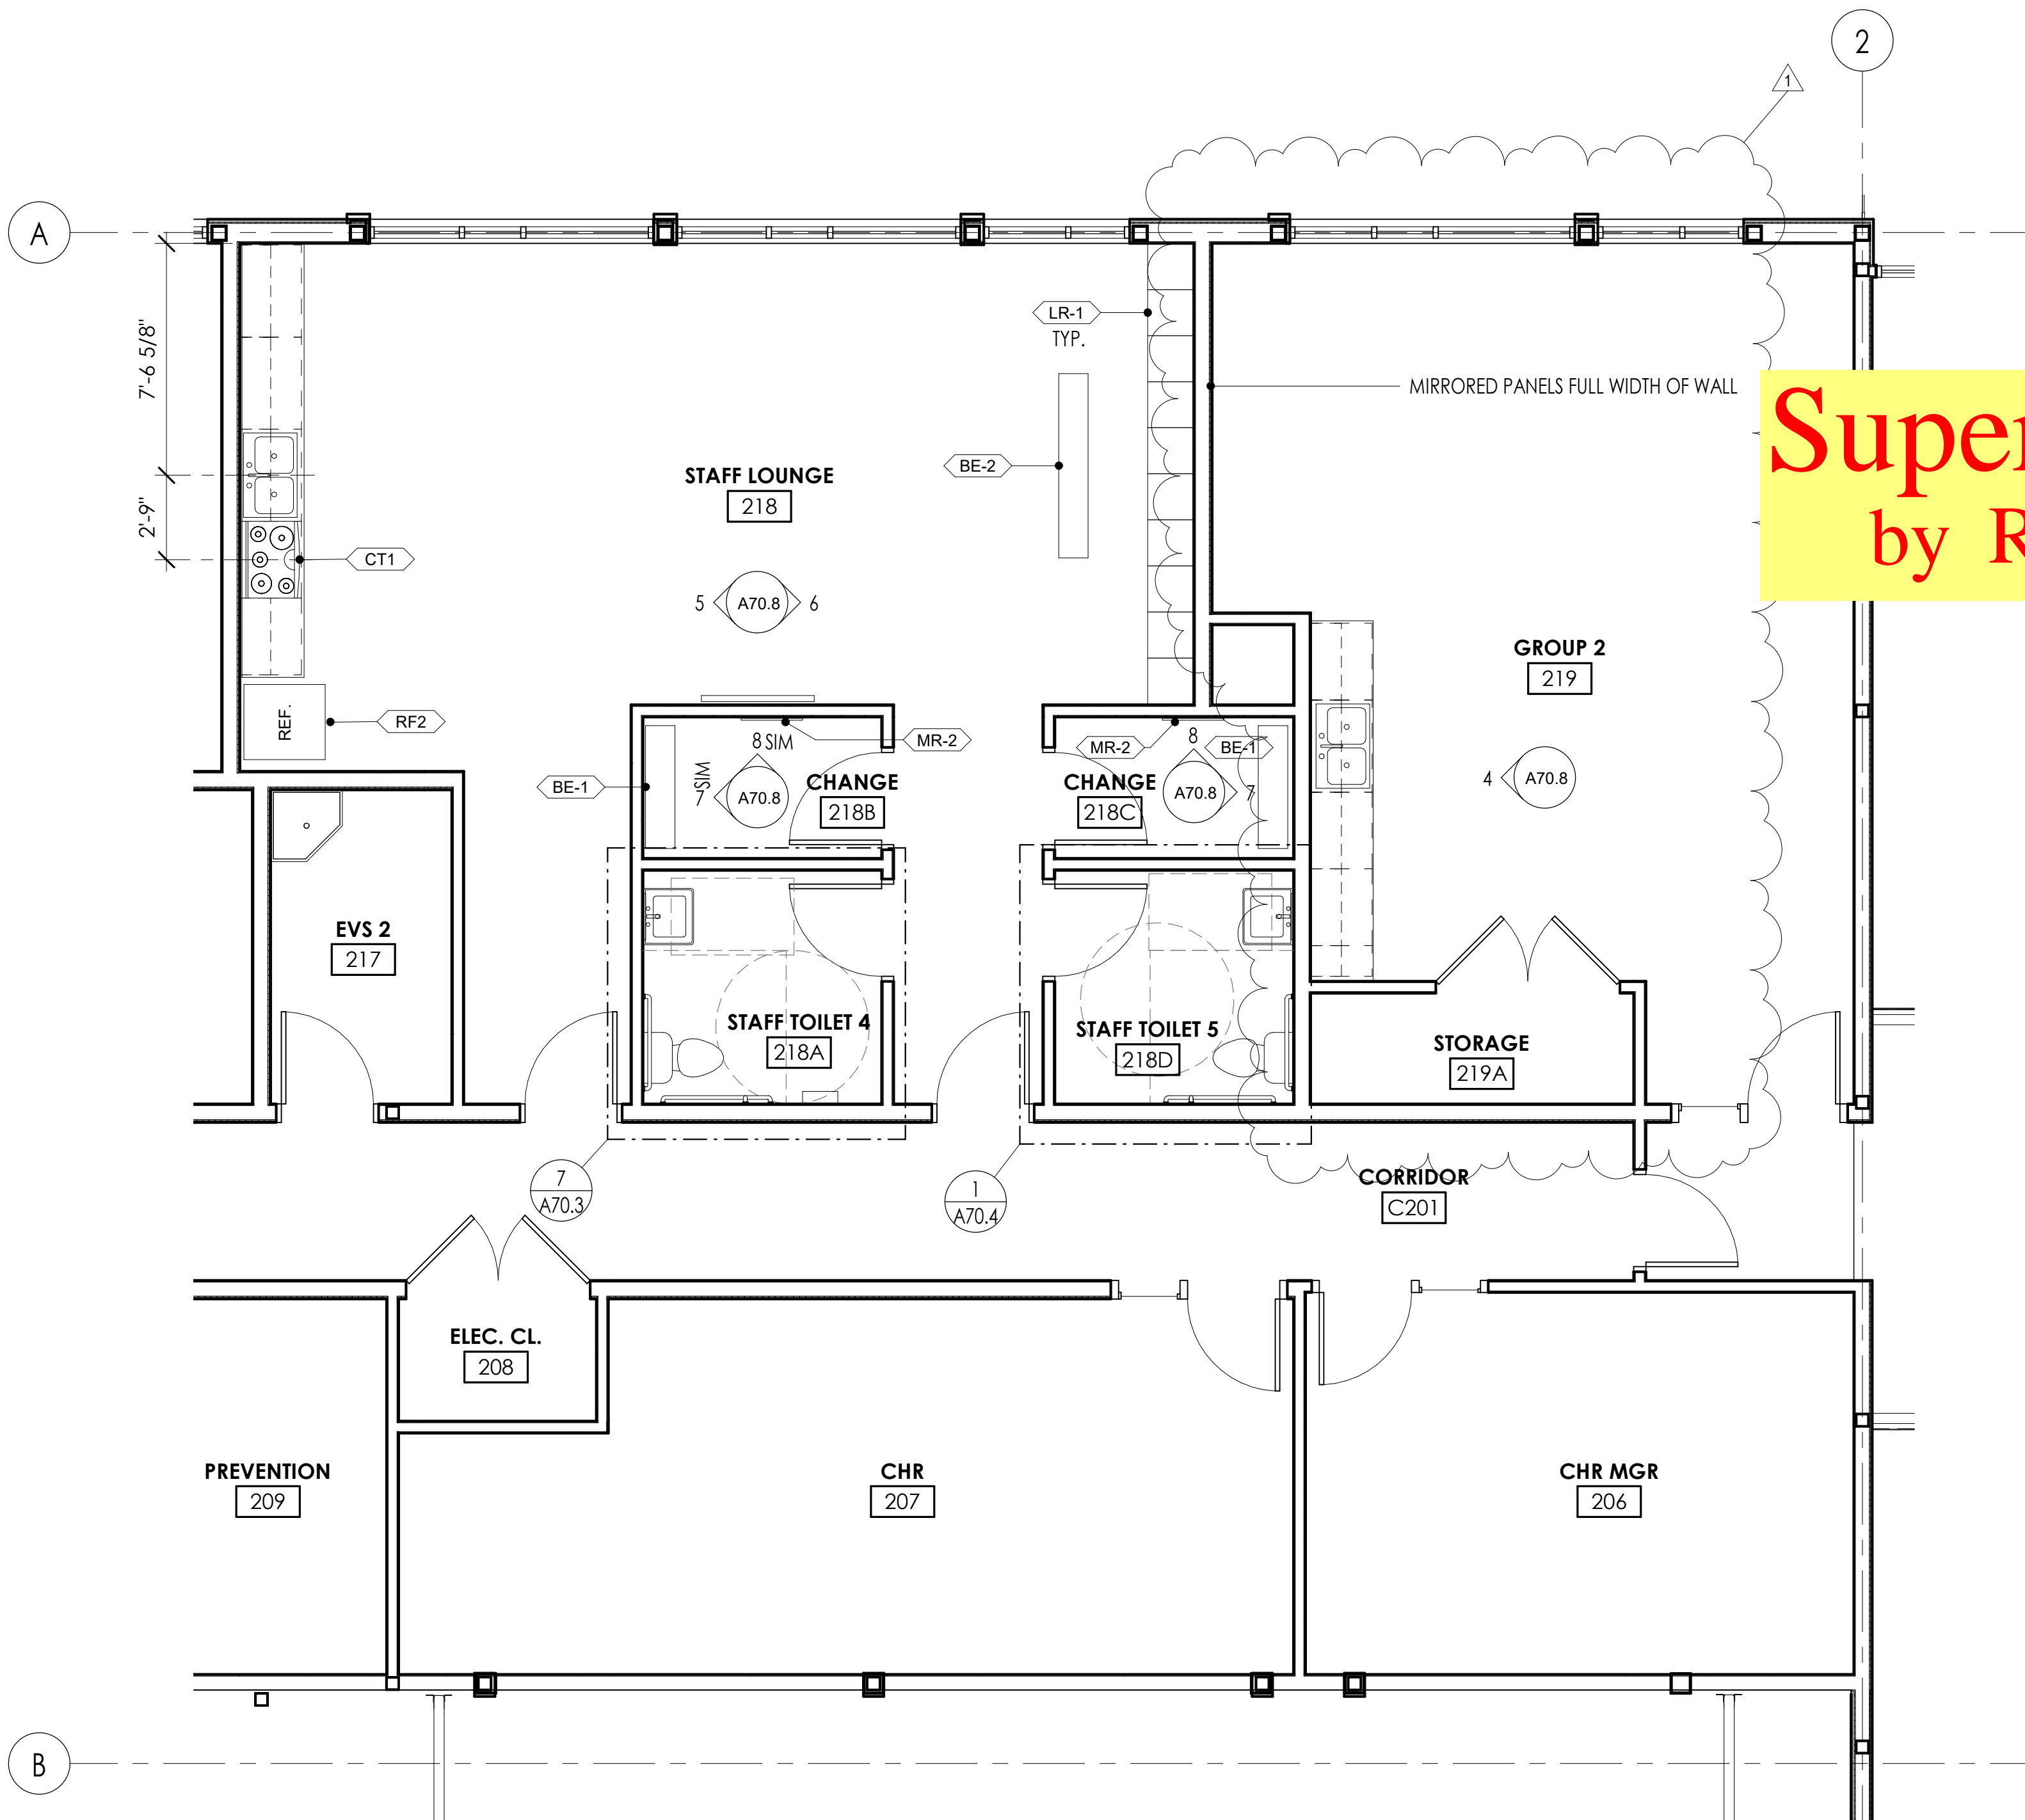 2
1
A
7'-6 5/8"
2'-9"
LR-1
TYP.
MIRRORED PANELS FULL WIDTH OF WALL
BE-2
STAFF LOUNGE
218
CT1
5 A70.8 6
by
GROUP 2
219
REF.
RF2
8 SIM
MR-2
7 SIM
A70.8
BE-1
CHANGE
218B
MR-2
8
BE-1
CHANGE
218C
A70.8
7
4 A70.8
EVS 2
217
STAFF TOILET 4
218A
STAFF TOILET 5
218D
STORAGE
219A
7
A70.3
1
A70.4
CORRIDOR
C201
ELEC. CL.
208
PREVENTION
209
CHR
207
CHR MGR
206
B